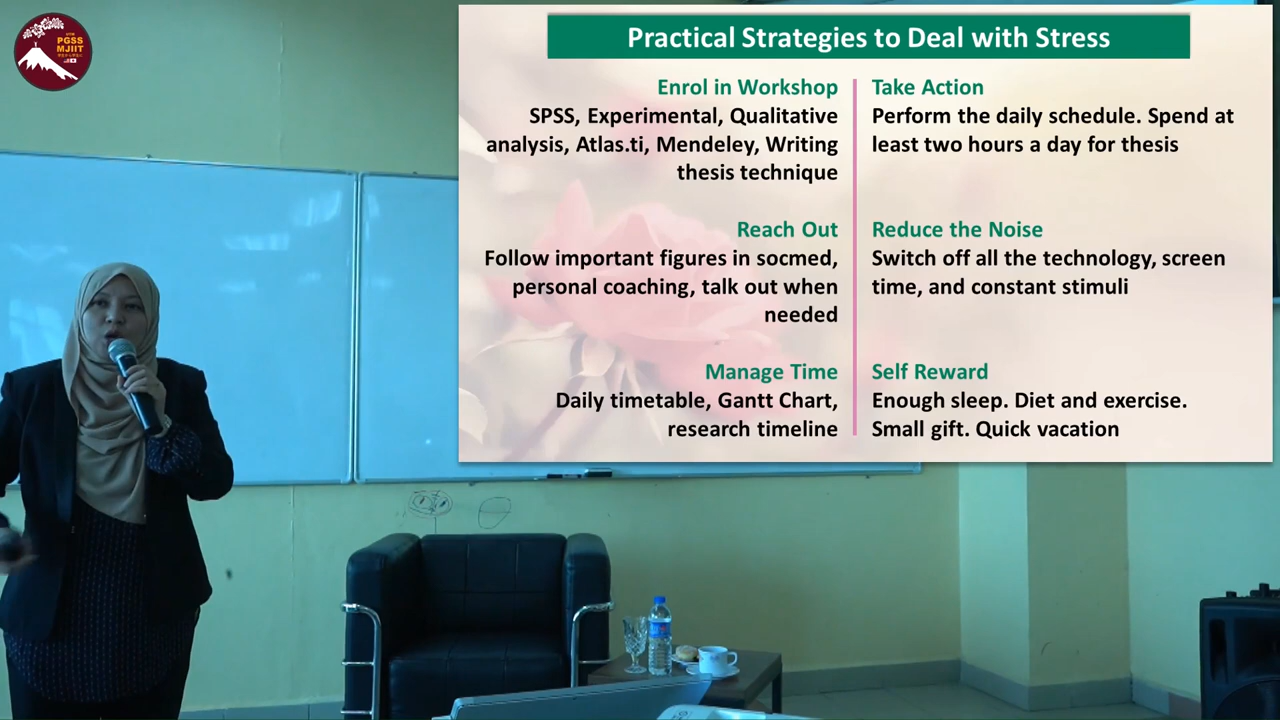 PGSS
MJIIT
Practical Strategies to Deal with Stress
Enrol in Workshop
SPSS, Experimental, Qualitative
analysis, Atlas.ti, Mendeley, Writing
thesis technique
Reach Out
Follow important figures in socmed,
personal coaching, talk out when
needed
Manage Time
Daily timetable, Gantt Chart,
research timeline
Take Action
Perform the daily schedule. Spend at
least two hours a day for thesis
Reduce the Noise
Switch off all the technology, screen
time, and constant stimuli
Self Reward
Enough sleep. Diet and exercise.
Small gift. Quick vacation